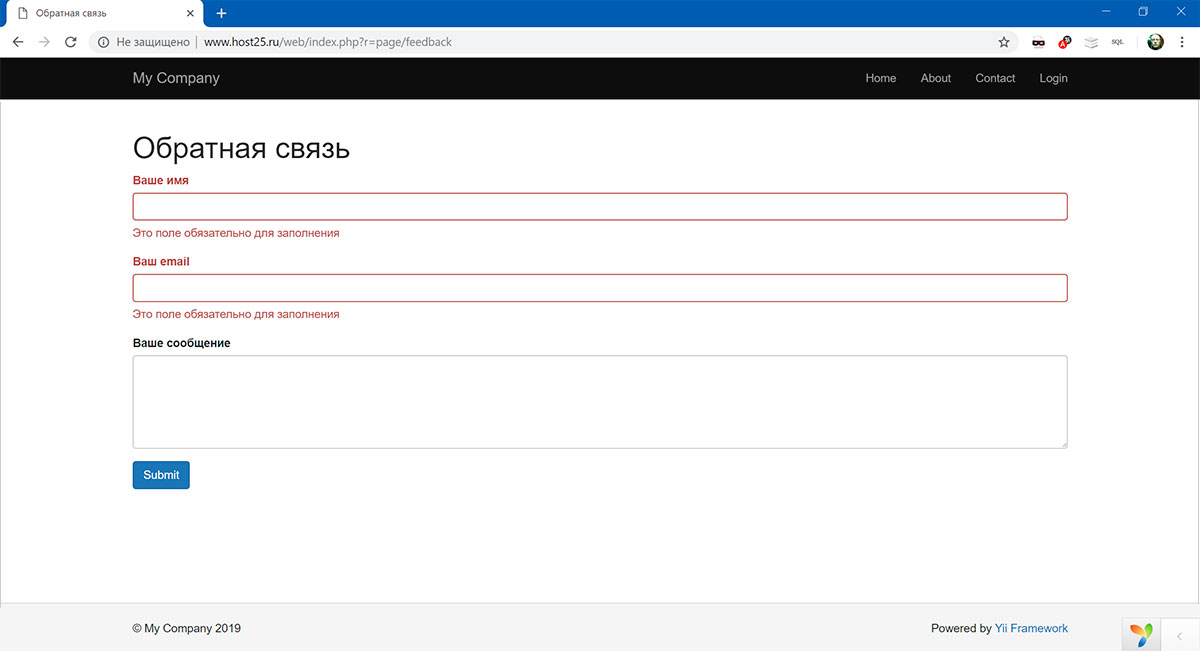 Обратная связь
Не защищено www.host25.ru/web/index.php?r=page/feedback
SQL
My Company Home About Contact Login
Обратная связь
Ваше имя
Это поле обязательно для заполнения
Ваш email
Это поле обязательно для заполнения
Ваше сообщение
Submit
© My Company 2019 Powered by Yii Framework